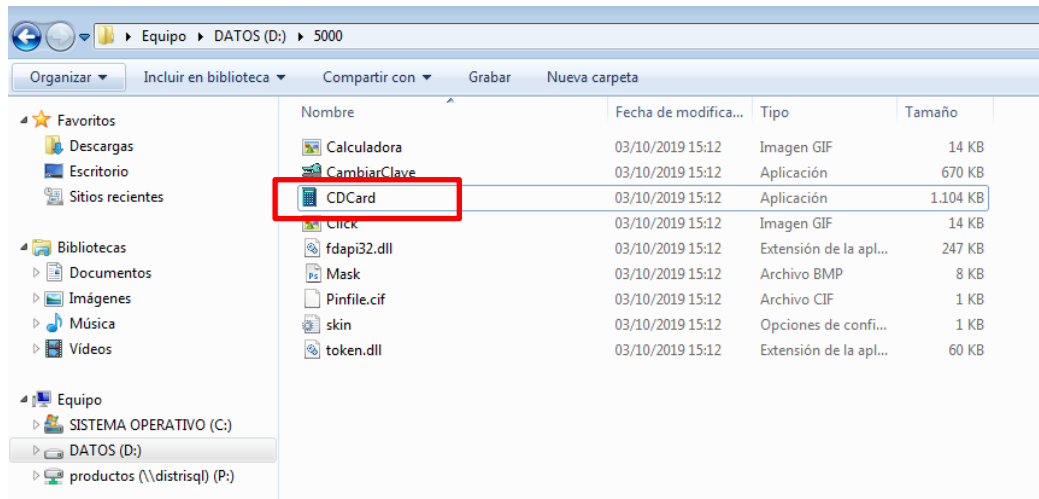 Equipo DATOS (D:) 5000
Organizar Incluir en biblioteca Compartir con Grabar Nueva carpeta
Favoritos
Descargas
Escritorio
Sitios recientes
Bibliotecas
Documentos
Imágenes
Música
Vídeos
Equipo
SISTEMA OPERATIVO (C:)
DATOS (D:)
productos (\\distrisql) (P:)
Nombre Fecha de modifica... Tipo Tamaño
Calculadora 03/10/2019 15:12 Imagen GIF 14 KB
CambiarClave 03/10/2019 15:12 Aplicación 670 KB
CDCard 03/10/2019 15:12 Aplicación 1.104 KB
Click 03/10/2019 15:12 Imagen GIF 14 KB
fdapi32.dll 03/10/2019 15:12 Extensión de la apl... 247 KB
Mask 03/10/2019 15:12 Archivo BMP 8 KB
Pinfile.cif 03/10/2019 15:12 Archivo CIF 1 KB
skin 03/10/2019 15:12 Opciones de confi... 1 KB
token.dll 03/10/2019 15:12 Extensión de la apl... 60 KB